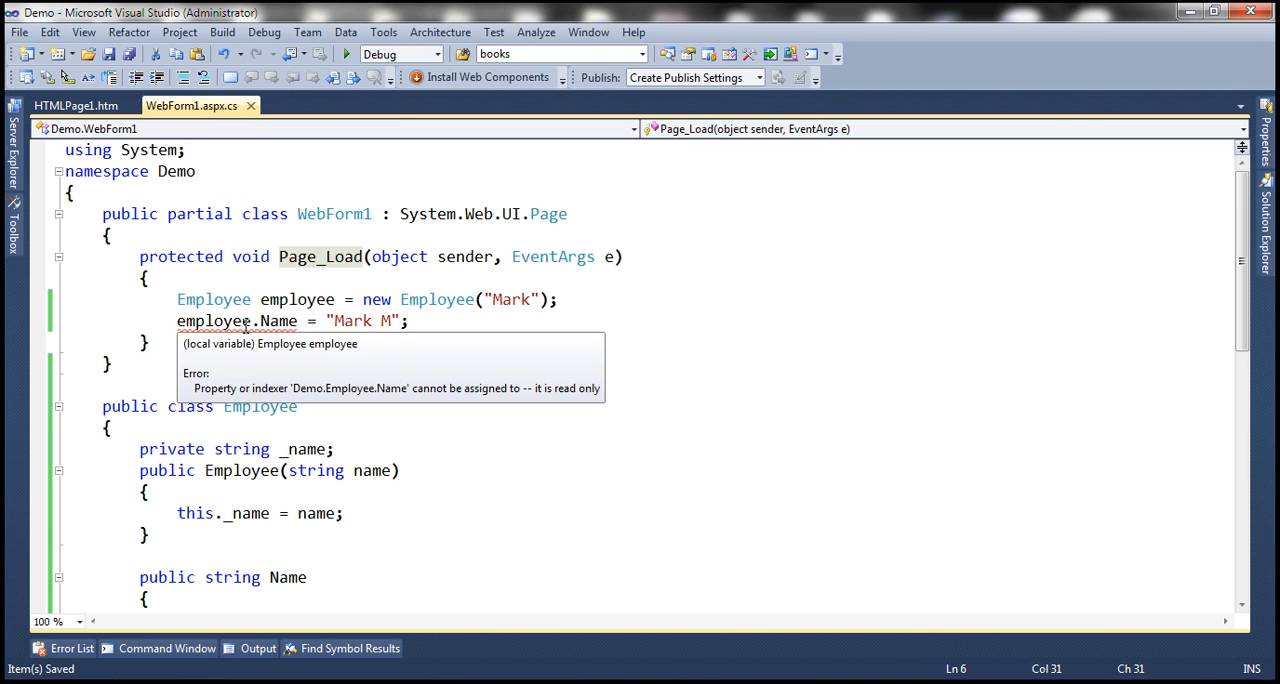 Demo - Microsoft Visual Studio (Administrator)
File Edit View Refactor Project Build Debug Team Data Tools Architecture Test Analyze Window Help
Debug books
Install Web Components Publish: Create Publish Settings
HTMLPage1.htm WebForm1.aspx.cs
Demo.WebForm1 Page_Load(object sender, EventArgs e)
Server Explorer
Toolbox
Properties
Solution Explorer
using System;
namespace Demo
{
public partial class WebForm1 : System.Web.UI.Page
{
protected void Page_Load(object sender, EventArgs e)
{
Employee employee = new Employee("Mark");
employee.Name = "Mark M";
}
(local variable) Employee employee
Error:
Property or indexer 'Demo.Employee.Name' cannot be assigned to -- it is read only
}
public class Employee
{
private string _name;
public Employee(string name)
{
this._name = name;
}
public string Name
{
100 %
Error List Command Window Output Find Symbol Results
Item(s) Saved Ln 6 Col 31 Ch 31 INS